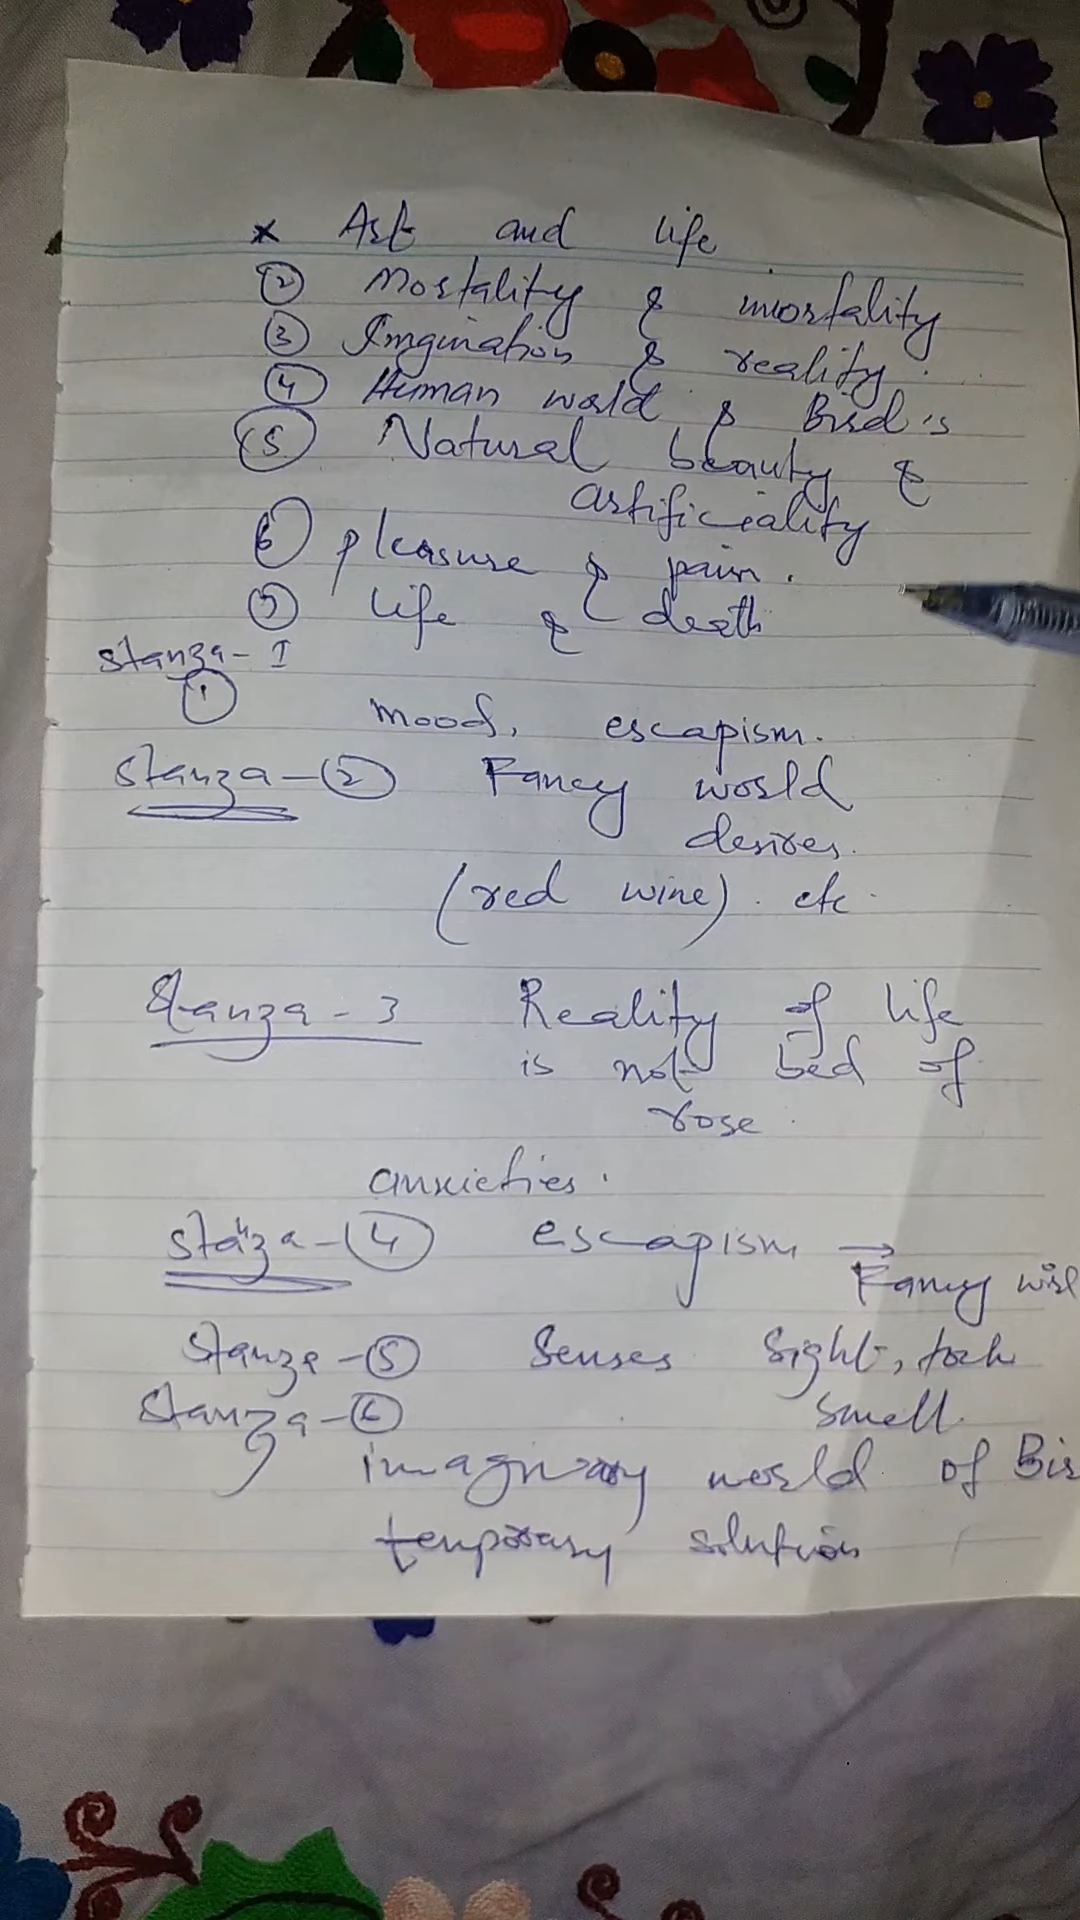 x Art and life
② Mortality & imortality
③ Imgination & reality.
④ Human world & Bird's
⑤ Natural beauty &
artificiality
⑥ pleasure & pain.
⑦ life & death
Stanza - I
① mood, escapism.
Stanza - ② Fancy world
desires.
(red wine). etc.
Stanza - 3 Reality of life
is not bed of
rose.
anxieties.
Stanza - ④ escapism →
Fancy
Stanza - ⑤ Senses Sight,
Stanza - ⑥ smell.
imaginary world of Bir
temporary solution